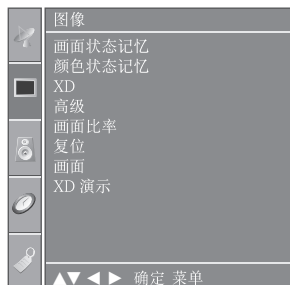 图像
画面状态记忆
颜色状态记忆
XD
高级
画面比率
复位
画面
XD 演示
▲▼ ◀ ▶ 确定 菜单